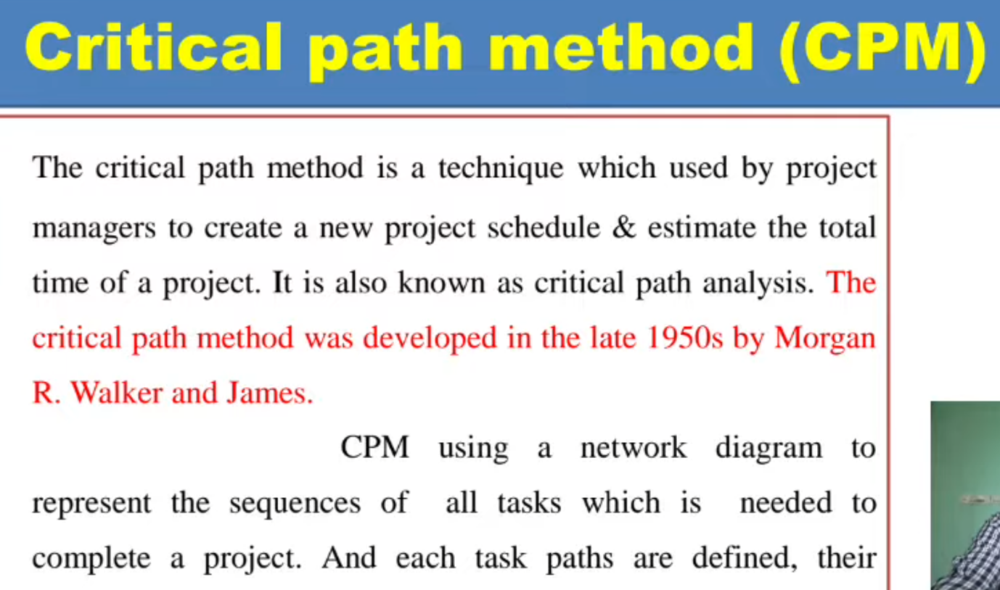 Critical path method (CPM)
The critical path method is a technique which used by project
managers to create a new project schedule & estimate the total
time of a project. It is also known as critical path analysis. The
critical path method was developed in the late 1950s by Morgan
R. Walker and James.
CPM using a network diagram to
represent the sequences of all tasks which is needed to
complete a project. And each task paths are defined, their